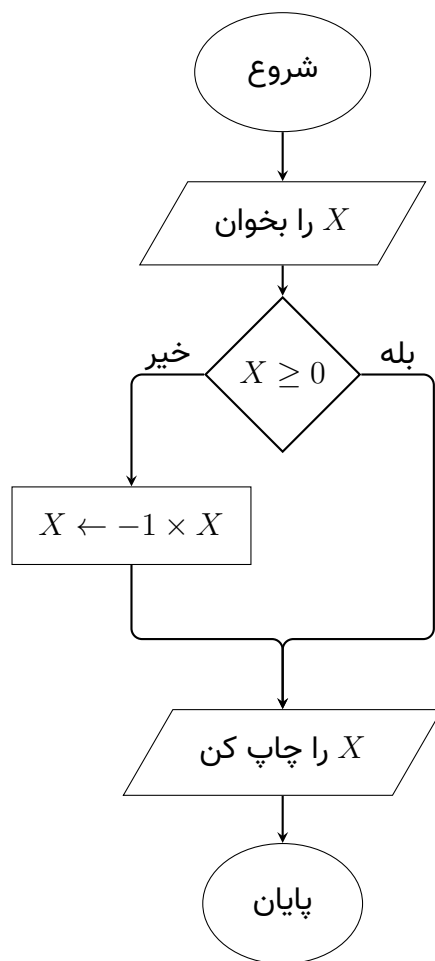 شروع
X را بخوان
X ≥ 0
خیر
بله
X ← −1 × X
X را چاپ کن
پایان